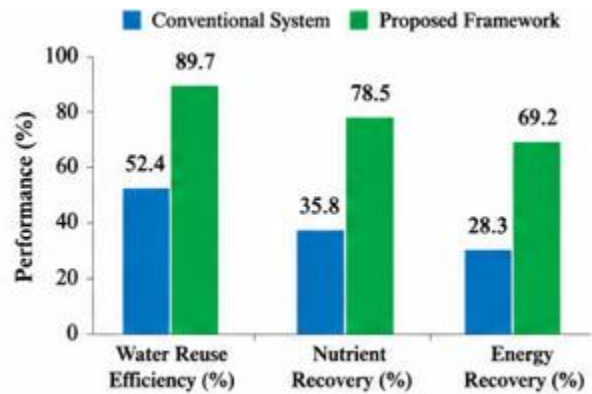 Conventional System Proposed Framework
Performance (%)
100
80
60
40
20
0
52.4
89.7
35.8
78.5
28.3
69.2
Water Reuse
Efficiency (%)
Nutrient
Recovery (%)
Energy
Recovery (%)